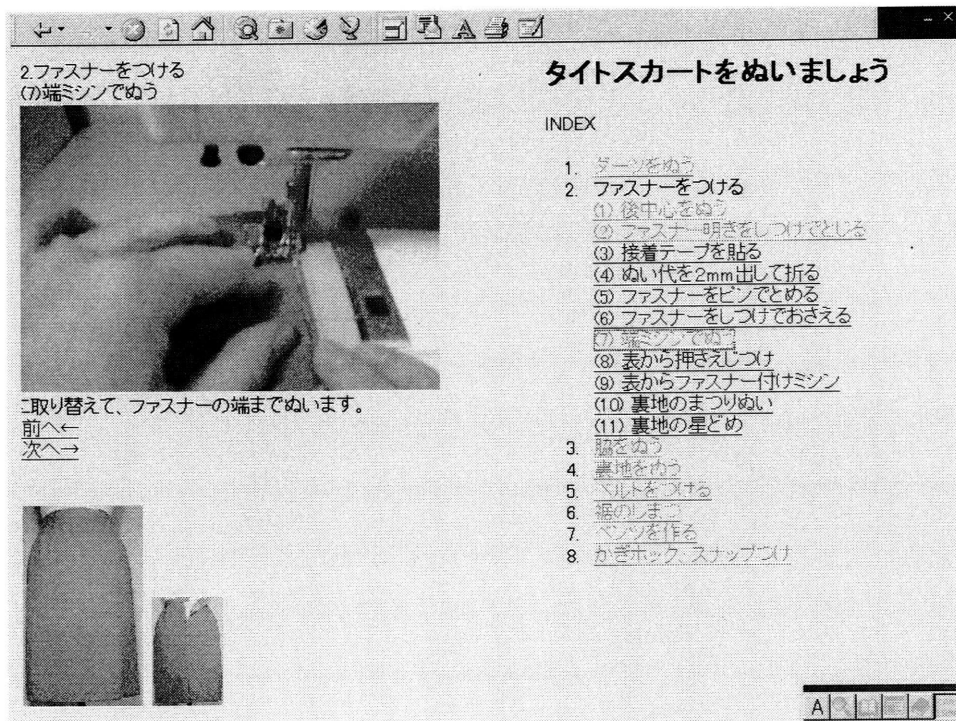 2.ファスナーをつける
(7)端ミシンでぬう
に取り替えて、ファスナーの端までぬいます。
前へ←
次へ→
タイトスカートをぬいましょう
INDEX
1. ダーツをぬう
2. ファスナーをつける
(1) 後中心をぬう
(2) ファスナー明きをしつけでとじる
(3) 接着テープを貼る
(4) ぬい代を2mm出して折る
(5) ファスナーをピンでとめる
(6) ファスナーをしつけでおさえる
(7) 端ミシンでぬう
(8) 表から押さえじつけ
(9) 表からファスナー付けミシン
(10) 裏地のまつりぬい
(11) 裏地の星どめ
3. 脇をぬう
4. 裏地をぬう
5. ベルトをつける
6. 裾のしまつ
7. ベンツを作る
8. かぎホック、スナップつけ
A